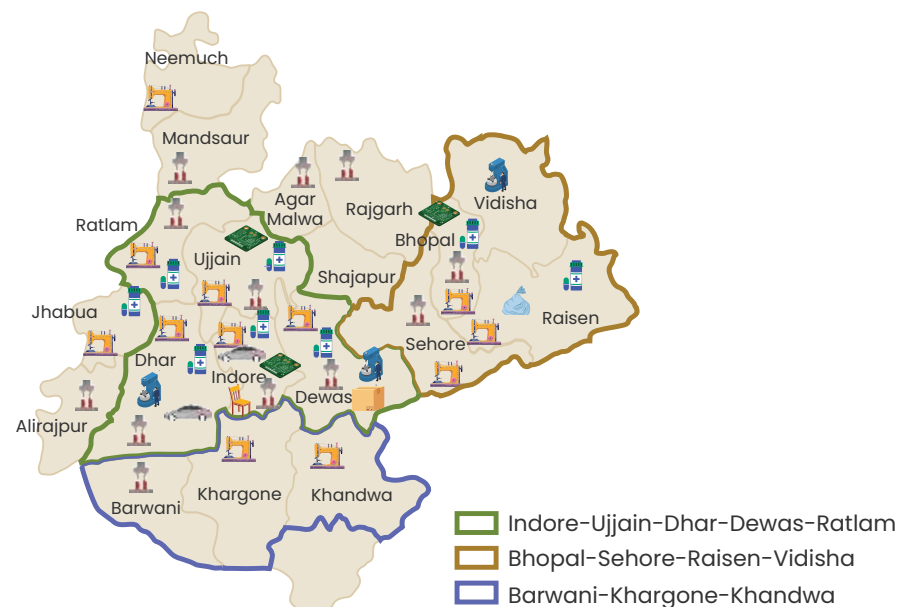 Neemuch
Mandsaur
Agar
Malwa
Rajgarh
Vidisha
Ratlam
Bhopal
Ujjain
Shajapur
Jhabua
Raisen
Sehore
Dhar
Indore
Dewas
Alirajpur
Khargone
Khandwa
Barwani
Indore-Ujjain-Dhar-Dewas-Ratlam
Bhopal-Sehore-Raisen-Vidisha
Barwani-Khargone-Khandwa